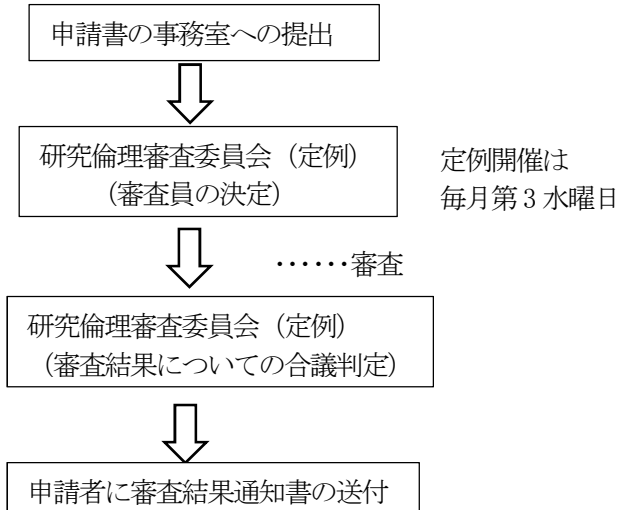 申請書の事務室への提出
研究倫理審査委員会（定例）
（審査員の決定）
定例開催は
毎月第3水曜日
……審査
研究倫理審査委員会（定例）
（審査結果についての合議判定）
申請者に審査結果通知書の送付